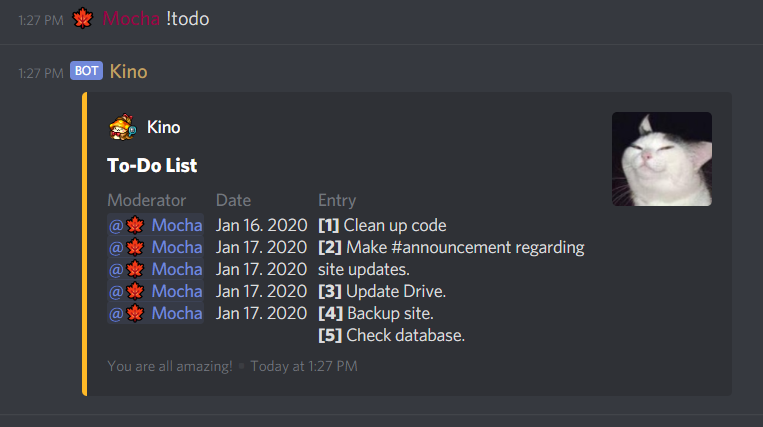 1:27 PM Mocha !todo
1:27 PM BOT Kino
Kino
To-Do List
Moderator Date Entry
@ Mocha Jan 16. 2020 [1] Clean up code
@ Mocha Jan 17. 2020 [2] Make #announcement regarding
@ Mocha Jan 17. 2020 site updates.
@ Mocha Jan 17. 2020 [3] Update Drive.
@ Mocha Jan 17. 2020 [4] Backup site.
[5] Check database.
You are all amazing! • Today at 1:27 PM